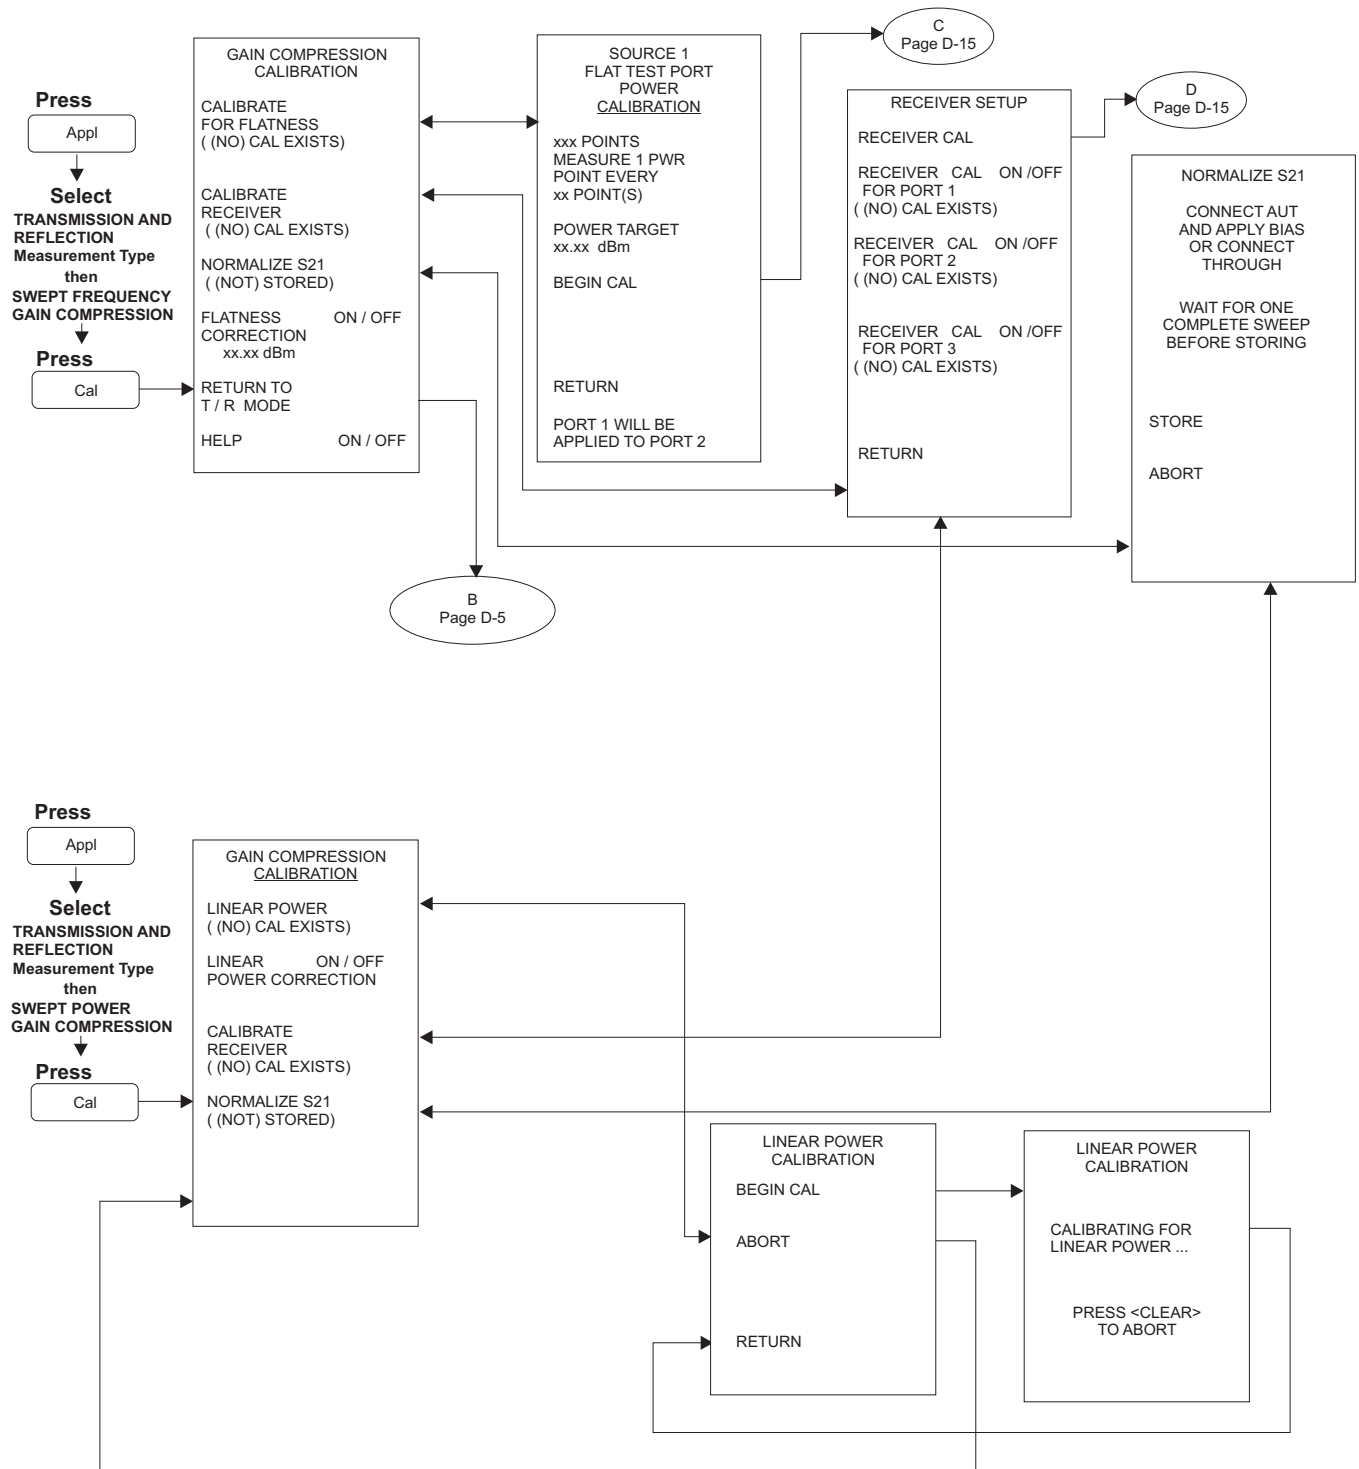 Press
Appl
Select
TRANSMISSION AND
REFLECTION
Measurement Type
then
SWEPT FREQUENCY
GAIN COMPRESSION
Press
Cal
GAIN COMPRESSION
CALIBRATION
CALIBRATE
FOR FLATNESS
( (NO) CAL EXISTS)
CALIBRATE
RECEIVER
( (NO) CAL EXISTS)
NORMALIZE S21
( (NOT) STORED)
FLATNESS ON / OFF
CORRECTION
xx.xx dBm
RETURN TO
T / R MODE
HELP ON / OFF
SOURCE 1
FLAT TEST PORT
POWER
CALIBRATION
xxx POINTS
MEASURE 1 PWR
POINT EVERY
xx POINT(S)
POWER TARGET
xx.xx dBm
BEGIN CAL
RETURN
PORT 1 WILL BE
APPLIED TO PORT 2
C
Page D-15
RECEIVER SETUP
RECEIVER CAL
RECEIVER CAL ON /OFF
FOR PORT 1
( (NO) CAL EXISTS)
RECEIVER CAL ON /OFF
FOR PORT 2
( (NO) CAL EXISTS)
RECEIVER CAL ON /OFF
FOR PORT 3
( (NO) CAL EXISTS)
RETURN
D
Page D-15
NORMALIZE S21
CONNECT AUT
AND APPLY BIAS
OR CONNECT
THROUGH
WAIT FOR ONE
COMPLETE SWEEP
BEFORE STORING
STORE
ABORT
B
Page D-5
Press
Appl
Select
TRANSMISSION AND
REFLECTION
Measurement Type
then
SWEPT POWER
GAIN COMPRESSION
Press
Cal
GAIN COMPRESSION
CALIBRATION
LINEAR POWER
( (NO) CAL EXISTS)
LINEAR ON / OFF
POWER CORRECTION
CALIBRATE
RECEIVER
( (NO) CAL EXISTS)
NORMALIZE S21
( (NOT) STORED)
LINEAR POWER
CALIBRATION
BEGIN CAL
ABORT
RETURN
LINEAR POWER
CALIBRATION
CALIBRATING FOR
LINEAR POWER ...
PRESS <CLEAR>
TO ABORT